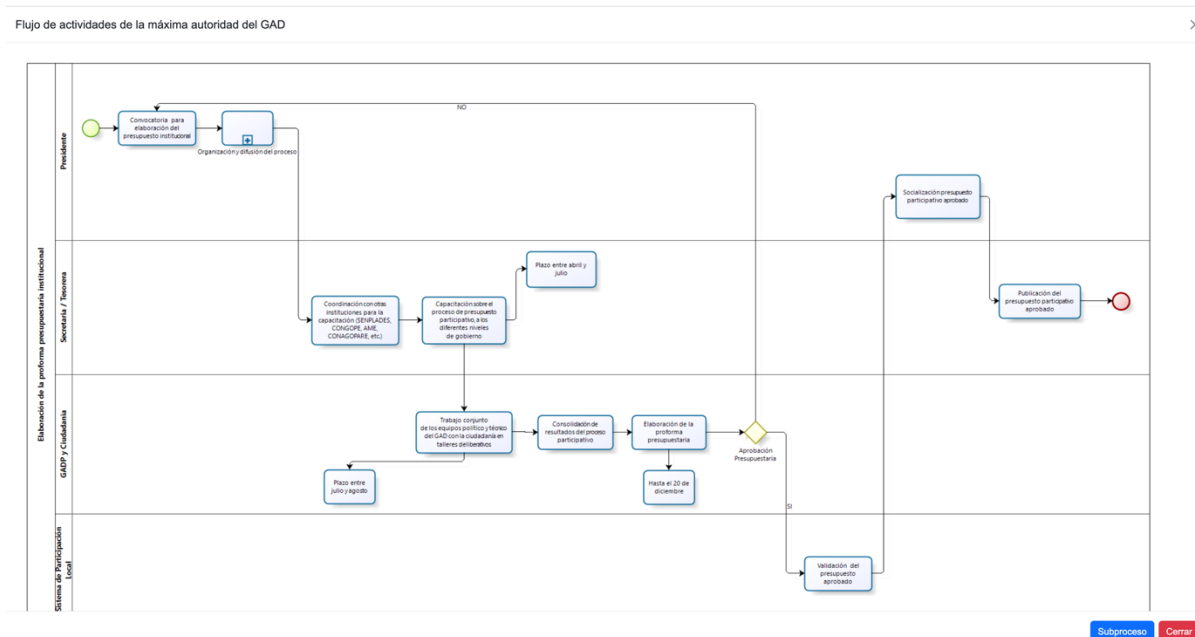 Flujo de actividades de la máxima autoridad del GAD
Elaboración de la proforma presupuestaria institucional
Presidente
Convocatoria para
elaboración del
presupuesto institucional
Organización y difusión del proceso
NO
Socialización presupuesto
participativo aprobado
Secretaria / Tesorera
Coordinación con otras
instituciones para la
capacitación (SENPLADES,
CONGOPE, AME,
CONAGOPARE, etc.)
Capacitación sobre el
proceso de presupuesto
participativo, a los
diferentes niveles
de gobierno
Plazo entre abril y
julio
Publicación del
presupuesto participativo
aprobado
GADP y Ciudadanía
Trabajo conjunto
de los equipos político y técnico
del GAD con la ciudadanía en
talleres deliberativos
Plazo entre
julio y agosto
Consolidación de
resultados del proceso
participativo
Elaboración de la
proforma
presupuestaria
Hasta el 20 de
diciembre
Aprobación
Presupuestaria
SI
Sistema de Participación
Local
Validación del
presupuesto
aprobado
Subproceso
Cerrar